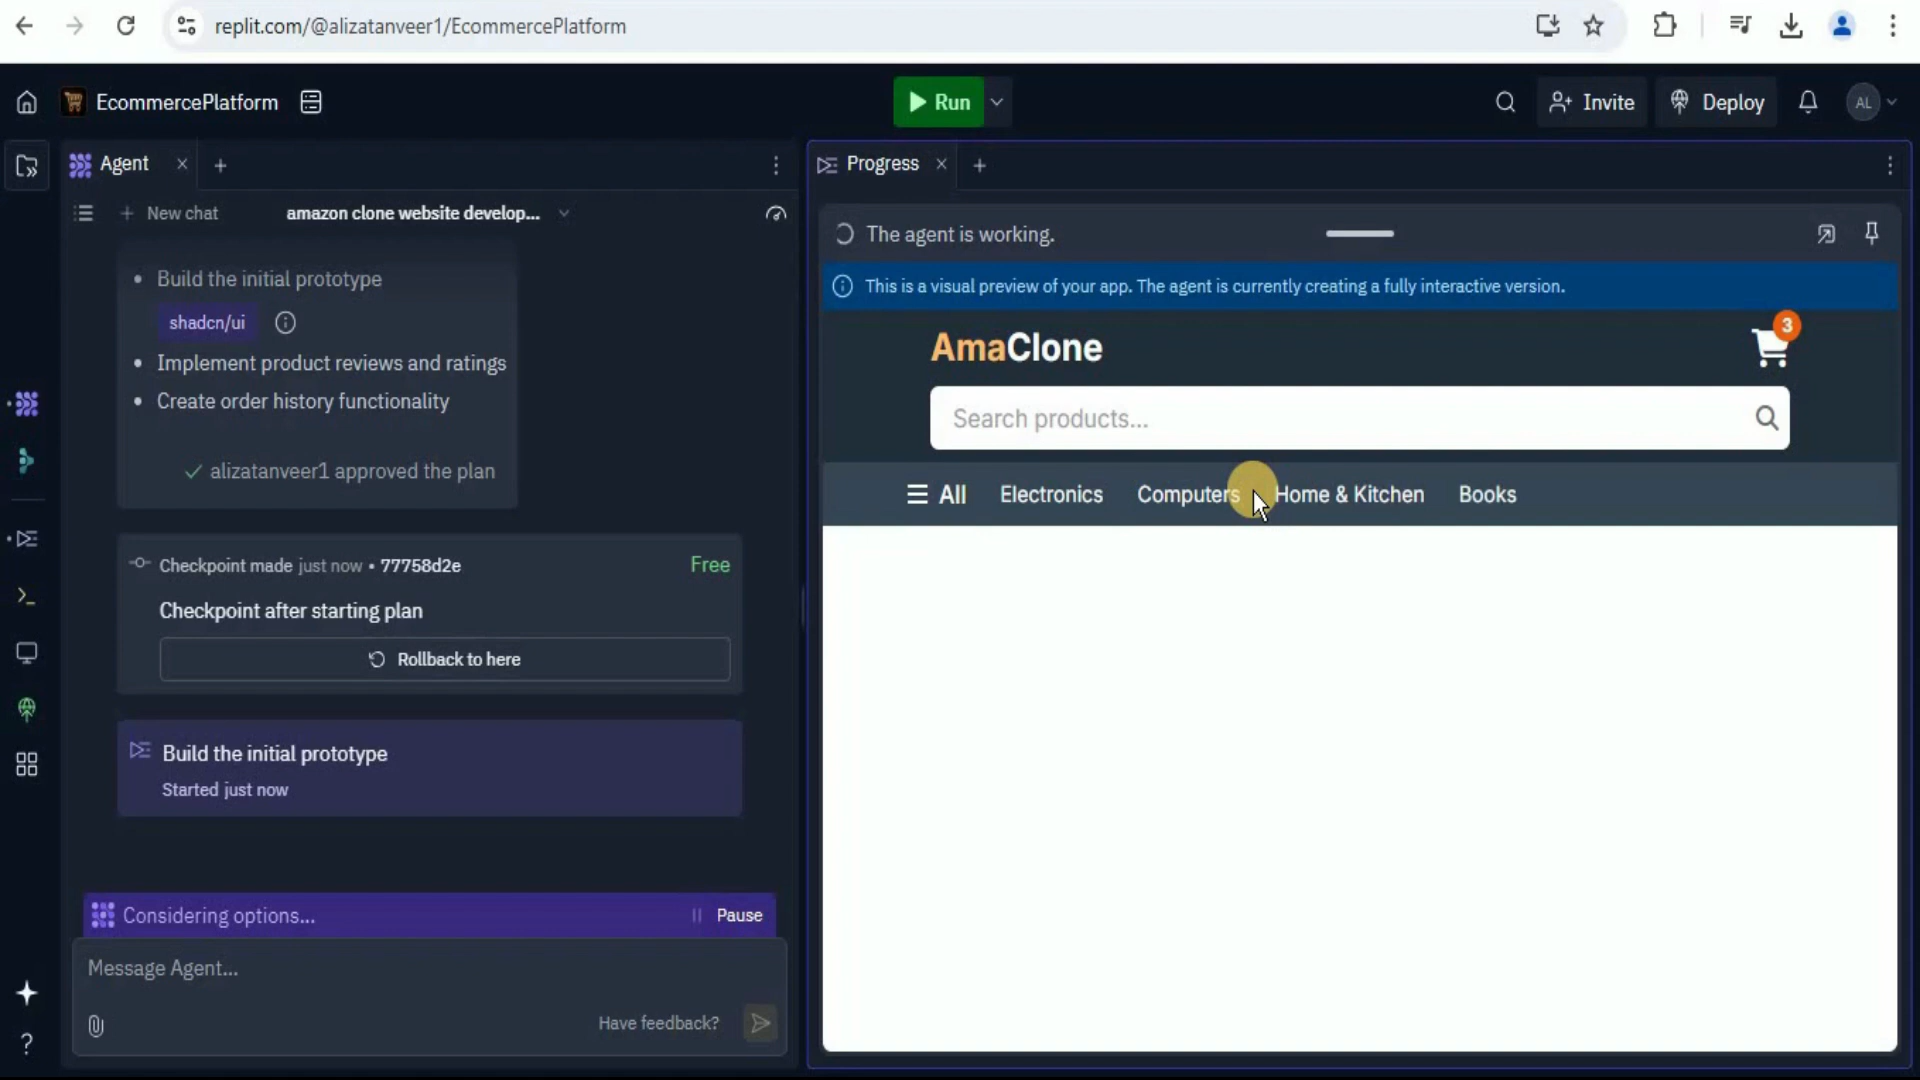 replit.com/@alizatanveer1/EcommercePlatform
EcommercePlatform
Run
Invite
Deploy
AL
Agent
Progress
New chat
amazon clone website develop...
Build the initial prototype
shadcn/ui
Implement product reviews and ratings
Create order history functionality
alizatanveer1 approved the plan
Checkpoint made just now • 77758d2e
Free
Checkpoint after starting plan
Rollback to here
Build the initial prototype
Started just now
Considering options...
Pause
Message Agent...
Have feedback?
The agent is working.
This is a visual preview of your app. The agent is currently creating a fully interactive version.
AmaClone
3
Search products...
All Electronics Computers Home & Kitchen Books